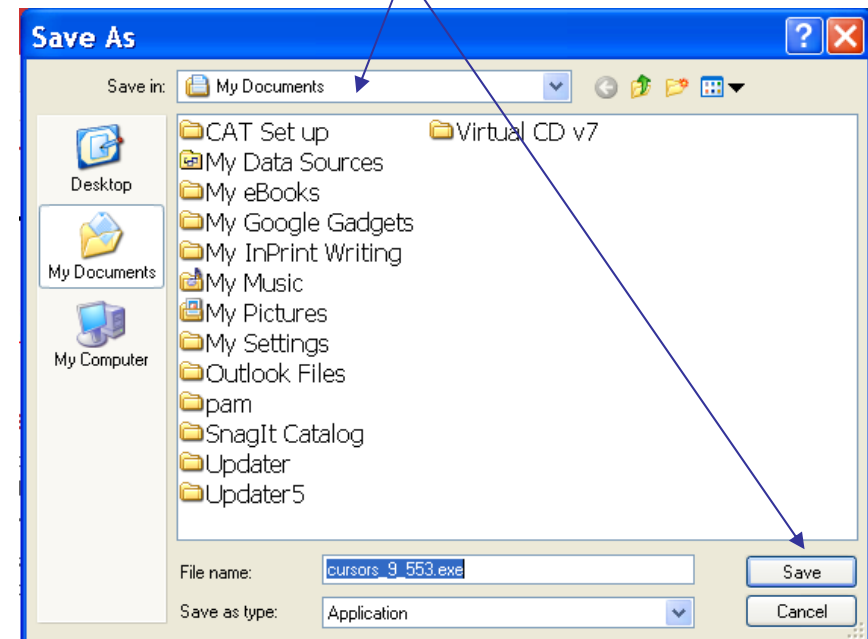 Save As
Save in: My Documents
CAT Set up
Virtual CD v7
My Data Sources
My eBooks
My Google Gadgets
My InPrint Writing
My Music
My Pictures
My Settings
Outlook Files
pam
SnagIt Catalog
Updater
Updater5
Desktop
My Documents
My Computer
File name: cursors_9_553.exe
Save
Save as type: Application
Cancel